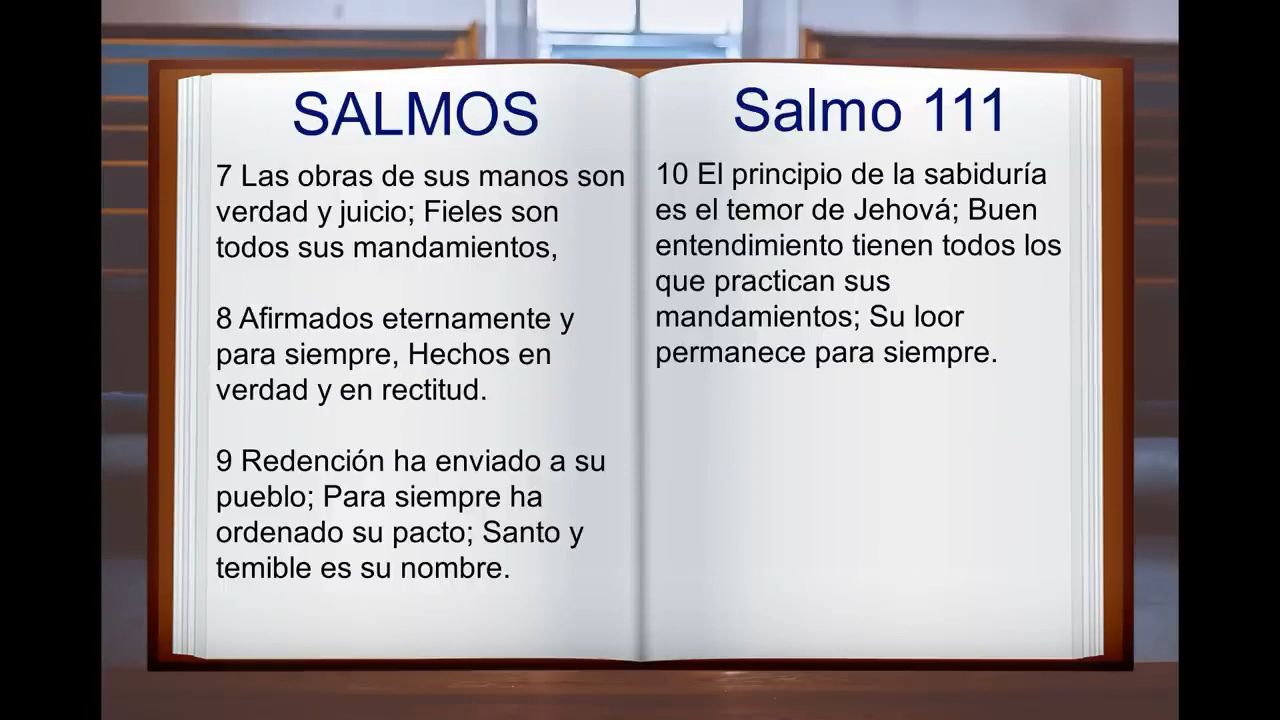 SALMOS
7 Las obras de sus manos son
verdad y juicio; Fieles son
todos sus mandamientos,
8 Afirmados eternamente y
para siempre, Hechos en
verdad y en rectitud.
9 Redención ha enviado a su
pueblo; Para siempre ha
ordenado su pacto; Santo y
temible es su nombre.
Salmo 111
10 El principio de la sabiduría
es el temor de Jehová; Buen
entendimiento tienen todos los
que practican sus
mandamientos; Su loor
permanece para siempre.